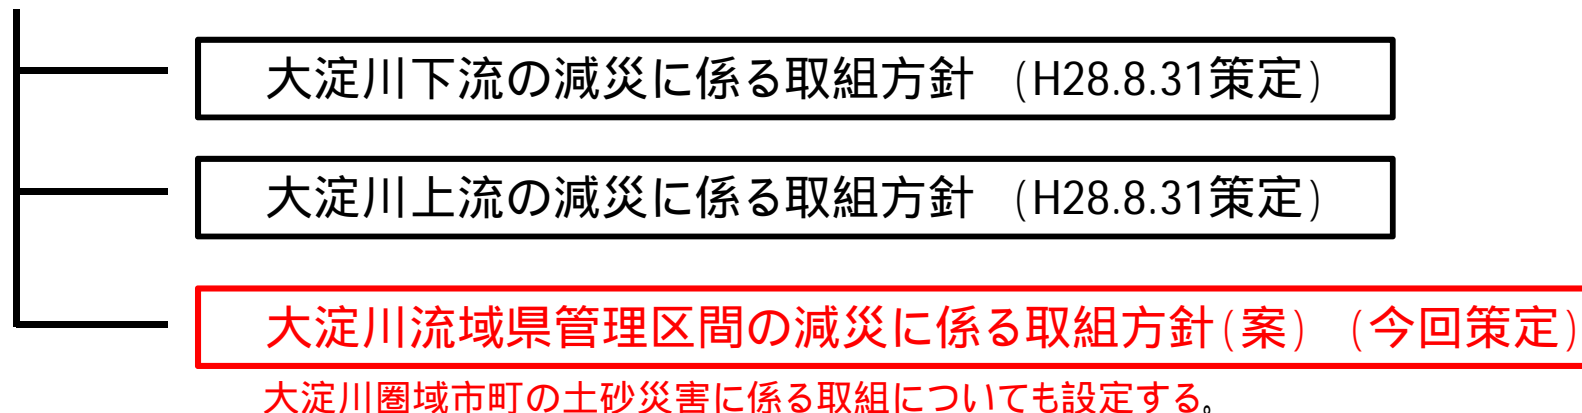 大淀川下流の減災に係る取組方針 (H28.8.31策定)
大淀川上流の減災に係る取組方針 (H28.8.31策定)
大淀川流域県管理区間の減災に係る取組方針(案) (今回策定)
大淀川圏域市町の土砂災害に係る取組についても設定する。